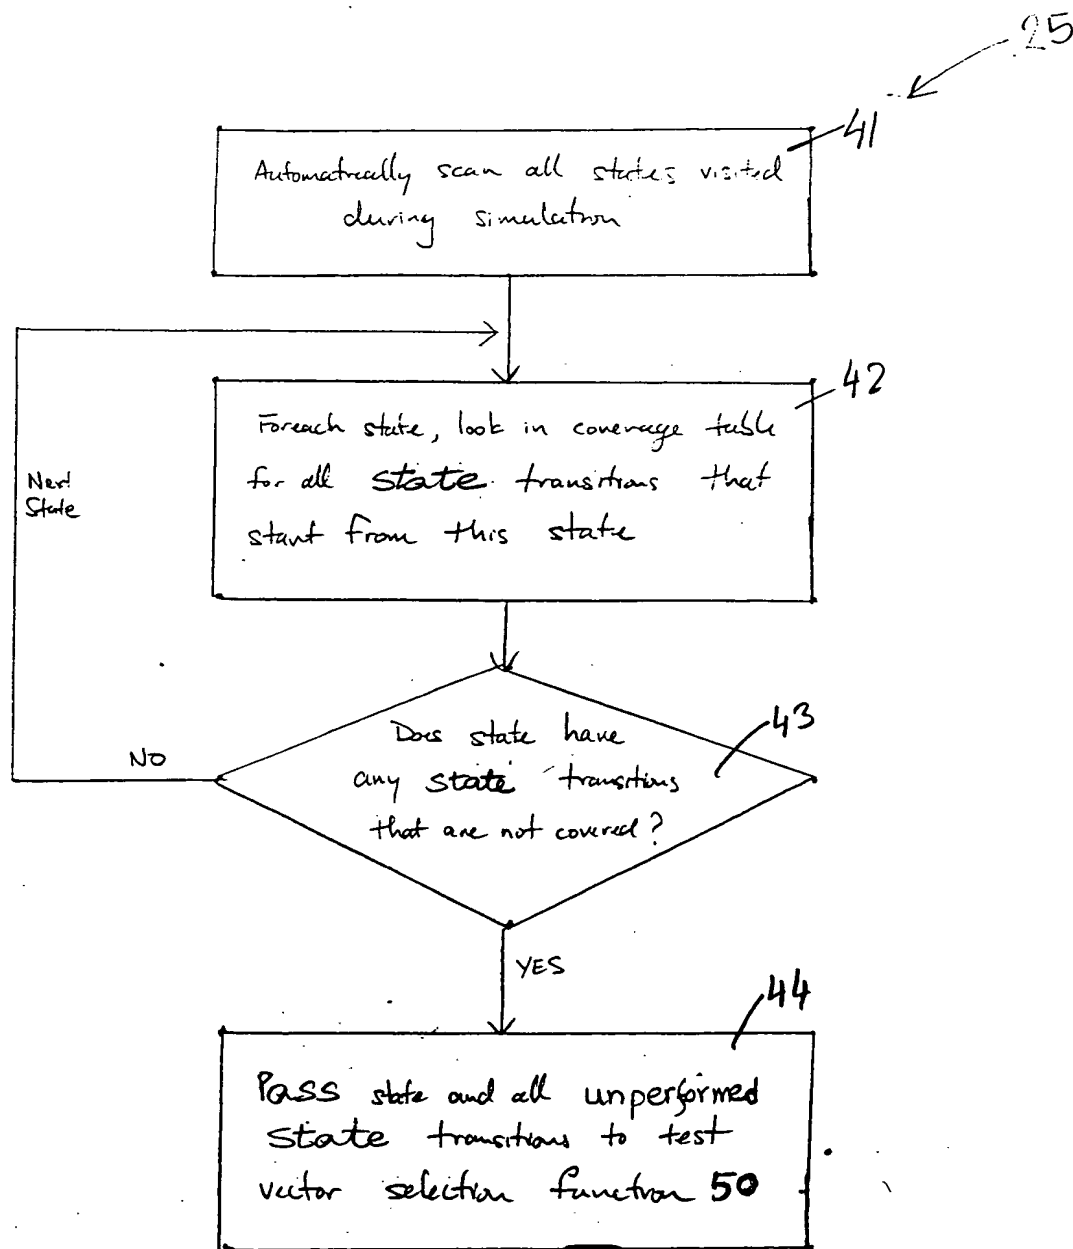 25
41
Automatically scan all states visited
during simulation
42
Foreach state, look in coverage table
for all state transitions that
start from this state
Next
State
43
Does state have
any state transitions
that are not covered?
NO
YES
44
Pass state and all unperformed
state transitions to test
vector selection function 50